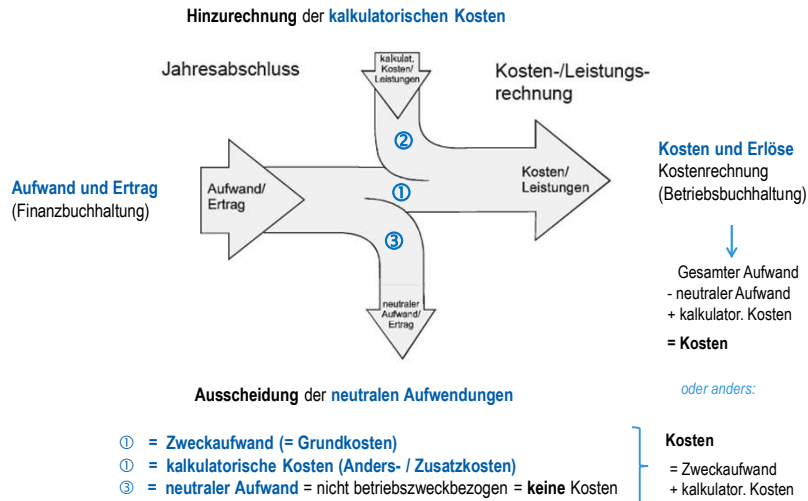 Hinzurechnung der kalkulatorischen Kosten
Jahresabschluss
kalkulat.
Kosten/
Leistungen
Kosten-/Leistungs-
rechnung
②
Aufwand und Ertrag
(Finanzbuchhaltung)
Aufwand/
Ertrag
①
Kosten/
Leistungen
Kosten und Erlöse
Kostenrechnung
(Betriebsbuchhaltung)
③
neutraler
Aufwand/
Ertrag
Gesamter Aufwand
- neutraler Aufwand
+ kalkulator. Kosten
= Kosten
oder anders:
Ausscheidung der neutralen Aufwendungen
① = Zweckaufwand (= Grundkosten)
① = kalkulatorische Kosten (Anders- / Zusatzkosten)
③ = neutraler Aufwand = nicht betriebszweckbezogen = keine Kosten
Kosten
= Zweckaufwand
+ kalkulator. Kosten